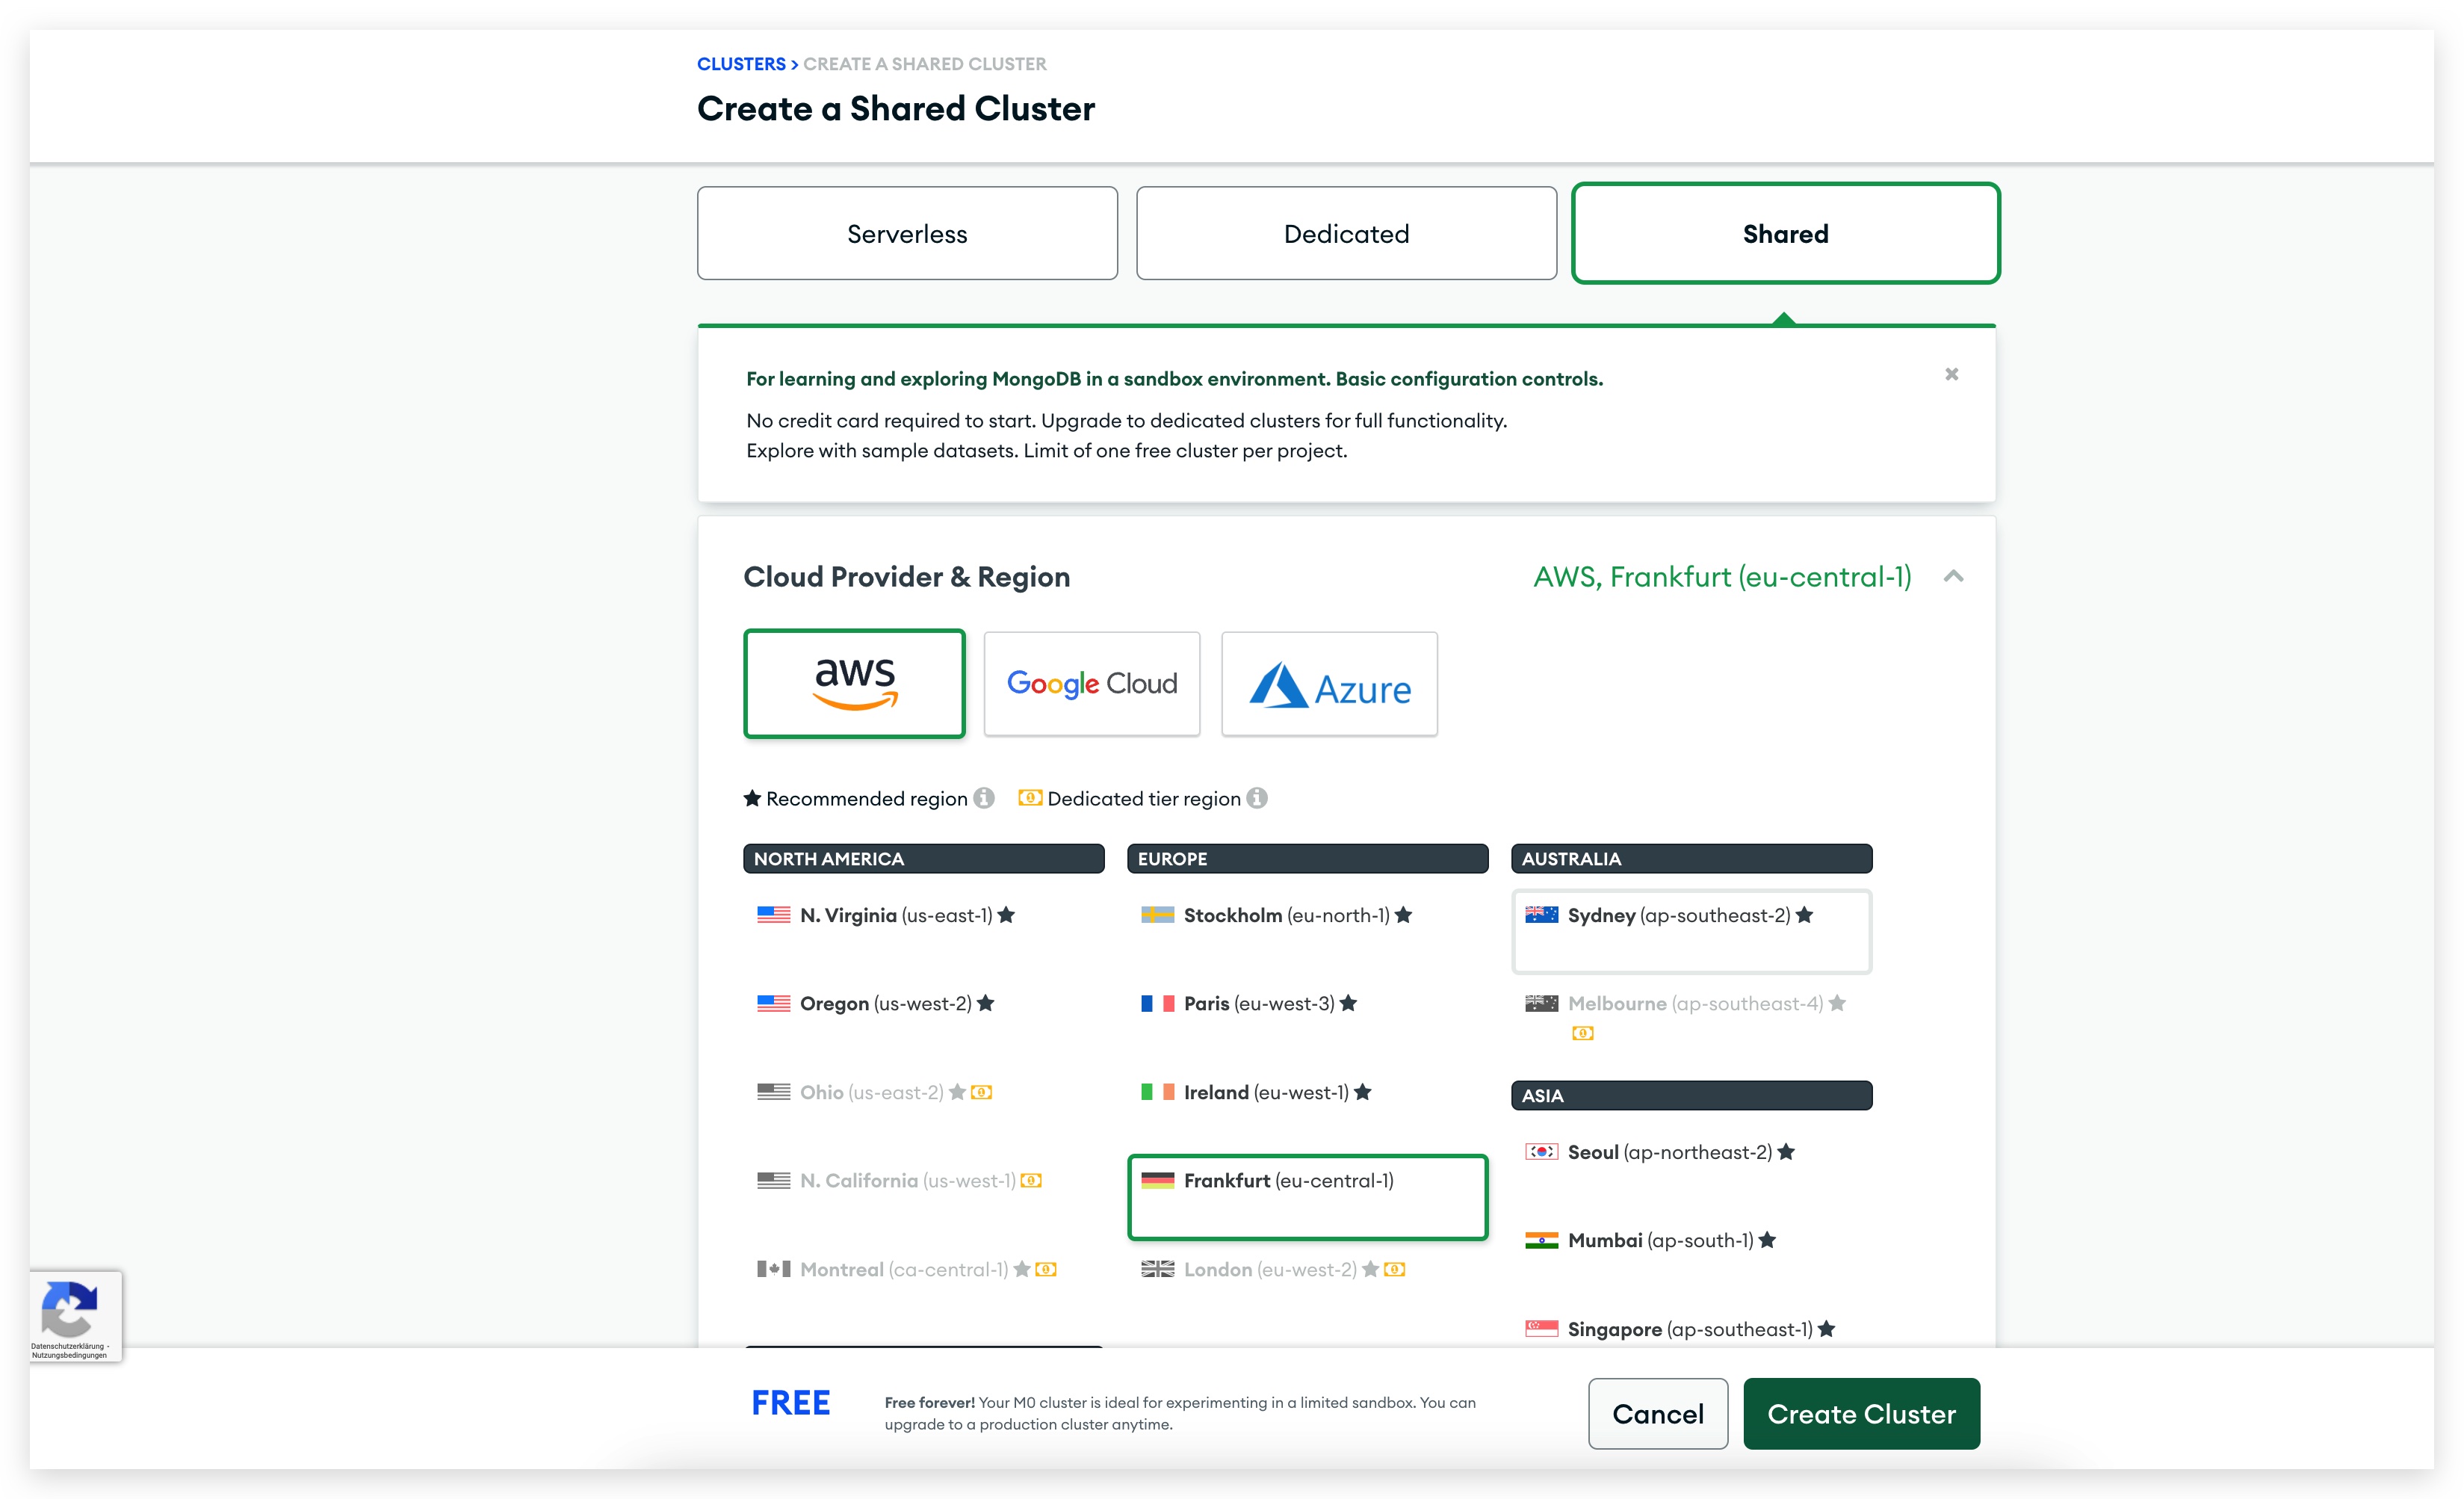 CLUSTERS > CREATE A SHARED CLUSTER
Create a Shared Cluster
Serverless
Dedicated
Shared
For learning and exploring MongoDB in a sandbox environment. Basic configuration controls.
No credit card required to start. Upgrade to dedicated clusters for full functionality.
Explore with sample datasets. Limit of one free cluster per project.
Cloud Provider & Region
AWS, Frankfurt (eu-central-1)
aws
Google Cloud
Azure
Recommended region
Dedicated tier region
NORTH AMERICA
N. Virginia (us-east-1)
Oregon (us-west-2)
Ohio (us-east-2)
N. California (us-west-1)
Montreal (ca-central-1)
EUROPE
Stockholm (eu-north-1)
Paris (eu-west-3)
Ireland (eu-west-1)
Frankfurt (eu-central-1)
London (eu-west-2)
AUSTRALIA
Sydney (ap-southeast-2)
Melbourne (ap-southeast-4)
ASIA
Seoul (ap-northeast-2)
Mumbai (ap-south-1)
Singapore (ap-southeast-1)
Datenschutzerklärung -
Nutzungsbedingungen
FREE
Free forever! Your M0 cluster is ideal for experimenting in a limited sandbox. You can
upgrade to a production cluster anytime.
Cancel
Create Cluster